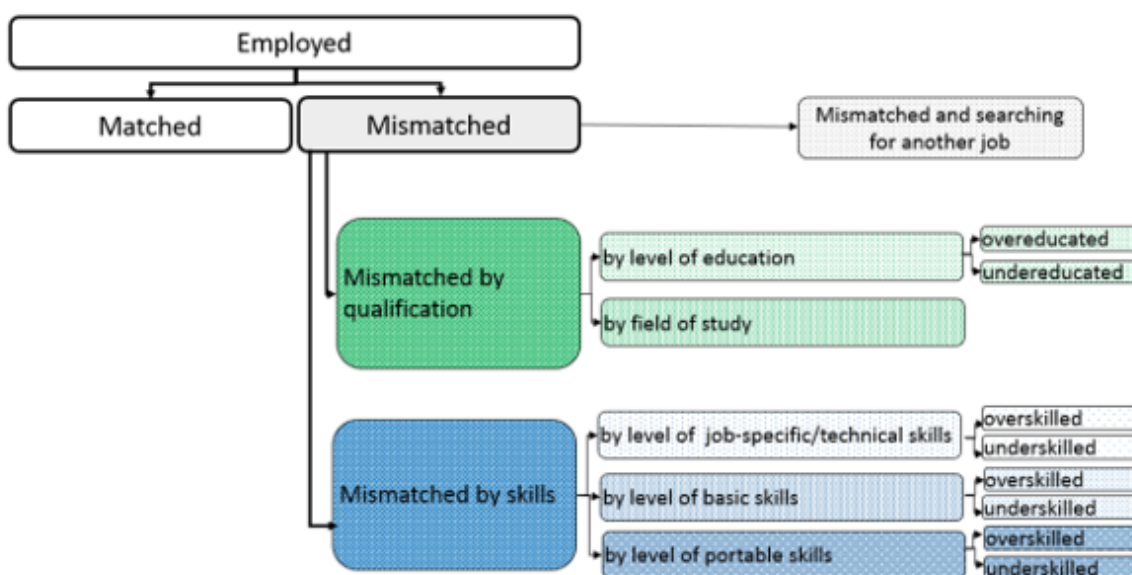 Employed
Matched
Mismatched
Mismatched and searching
for another job
Mismatched by
qualification
by level of education
overeducated
undereducated
by field of study
Mismatched by skills
by level of job-specific/technical skills
overskilled
underskilled
by level of basic skills
overskilled
underskilled
by level of portable skills
overskilled
underskilled